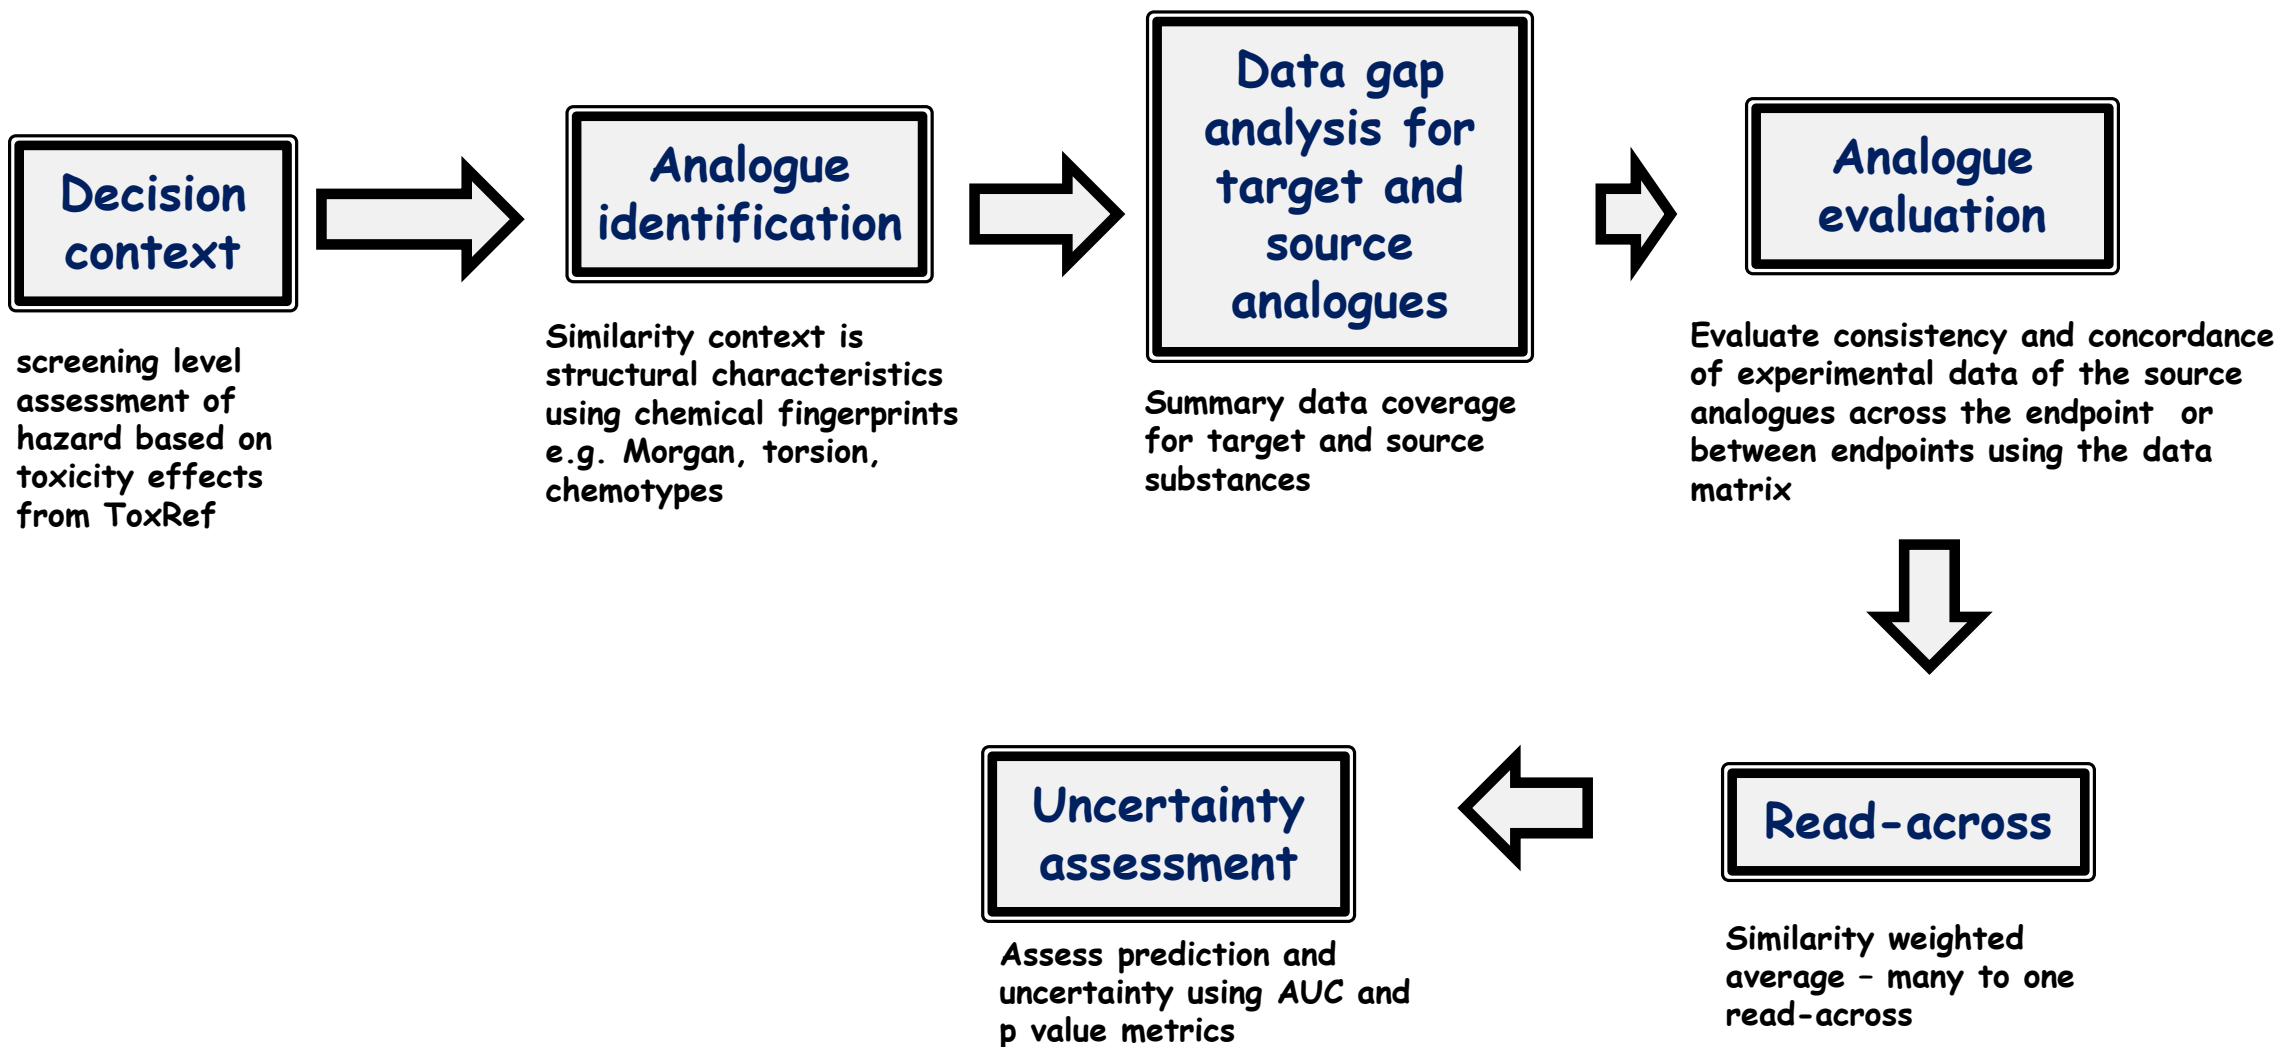 Decision
context
screening level
assessment of
hazard based on
toxicity effects
from ToxRef
Analogue
identification
Similarity context is
structural characteristics
using chemical fingerprints
e.g. Morgan, torsion,
chemotypes
Data gap
analysis for
target and
source
analogues
Summary data coverage
for target and source
substances
Analogue
evaluation
Evaluate consistency and concordance
of experimental data of the source
analogues across the endpoint or
between endpoints using the data
matrix
Read-across
Similarity weighted
average – many to one
read-across
Uncertainty
assessment
Assess prediction and
uncertainty using AUC and
p value metrics